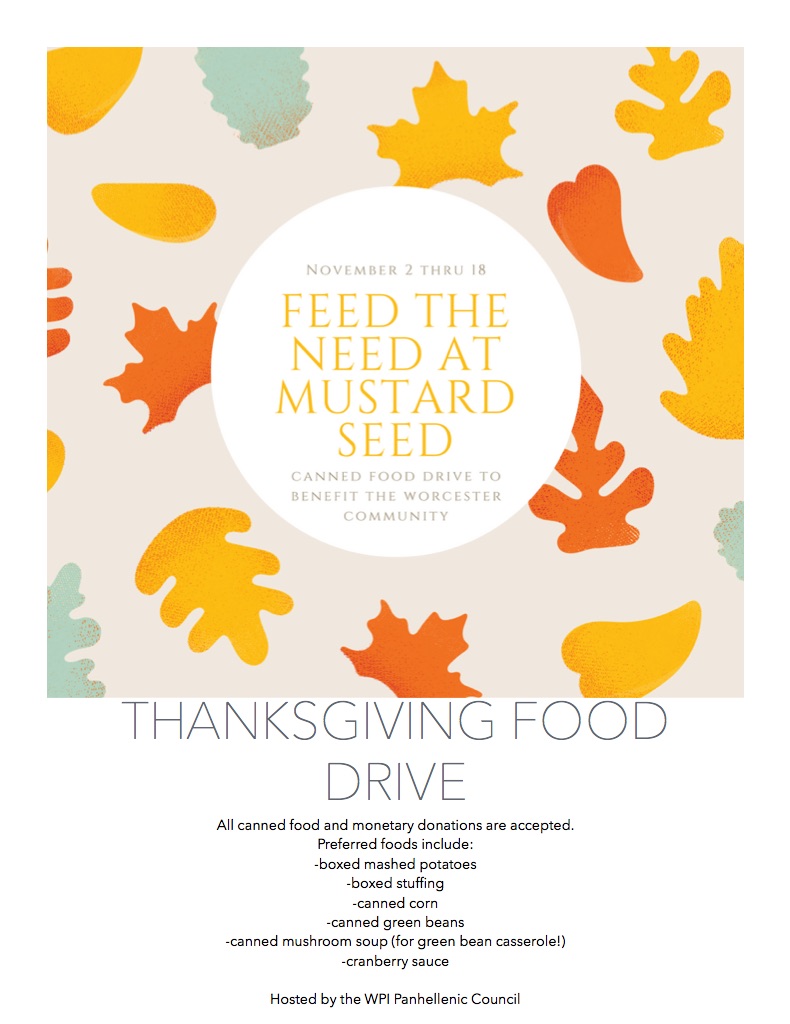 November 2 thru 18
FEED THE
NEED AT
MUSTARD
SEED
CANNED FOOD DRIVE TO
BENEFIT THE WORCESTER
COMMUNITY
THANKSGIVING FOOD
DRIVE
All canned food and monetary donations are accepted.
Preferred foods include:
-boxed mashed potatoes
-boxed stuffing
-canned corn
-canned green beans
-canned mushroom soup (for green bean casserole!)
-cranberry sauce
Hosted by the WPI Panhellenic Council